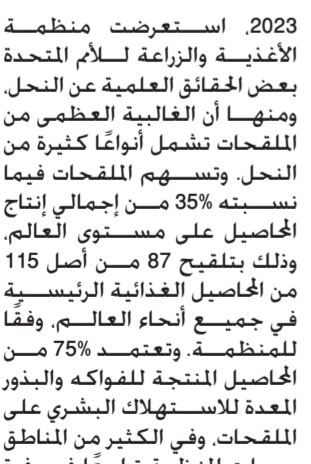 2023، استعرضت منظمة
الأغذية والزراعة للأمم المتحدة
بعض الحقائق العلمية عن النحل،
ومنها أن الغالبية العظمى من
الملقحات تشمل أنواعًا كثيرة من
النحل. وتسهم الملقحات فيما
نسبته 35% من إجمالي إنتاج
المحاصيل على مستوى العالم،
وذلك بتلقيح 87 من أصل 115
من المحاصيل الغذائية الرئيسية
في جميع أنحاء العالم، وفقًا
للمنظمة. وتعتمد 75% من
المحاصيل المنتجة للفواكه والبذور
المعدة للاستهلاك البشري على
الملقحات. وفي الكثير من المناطق